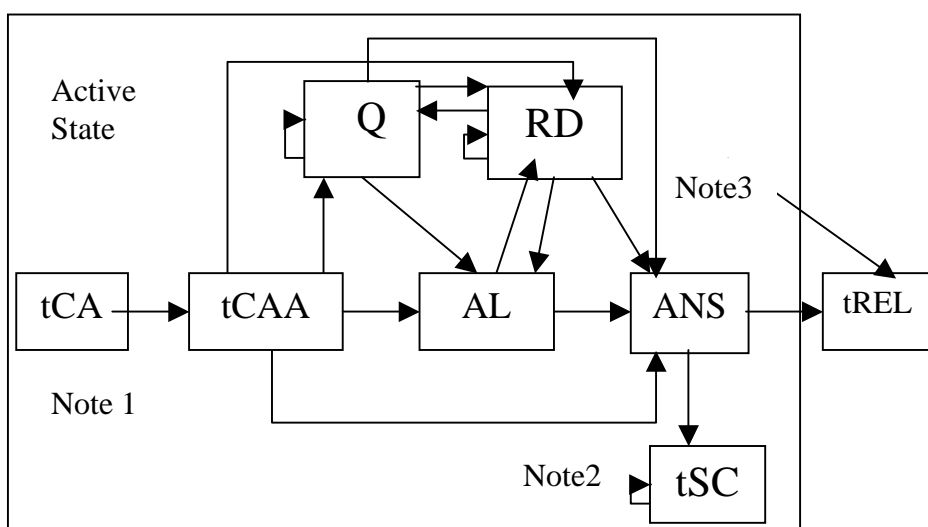 Active
State
Q
RD
Note3
tCA
tCAA
AL
ANS
tREL
Note 1
Note2
tSC